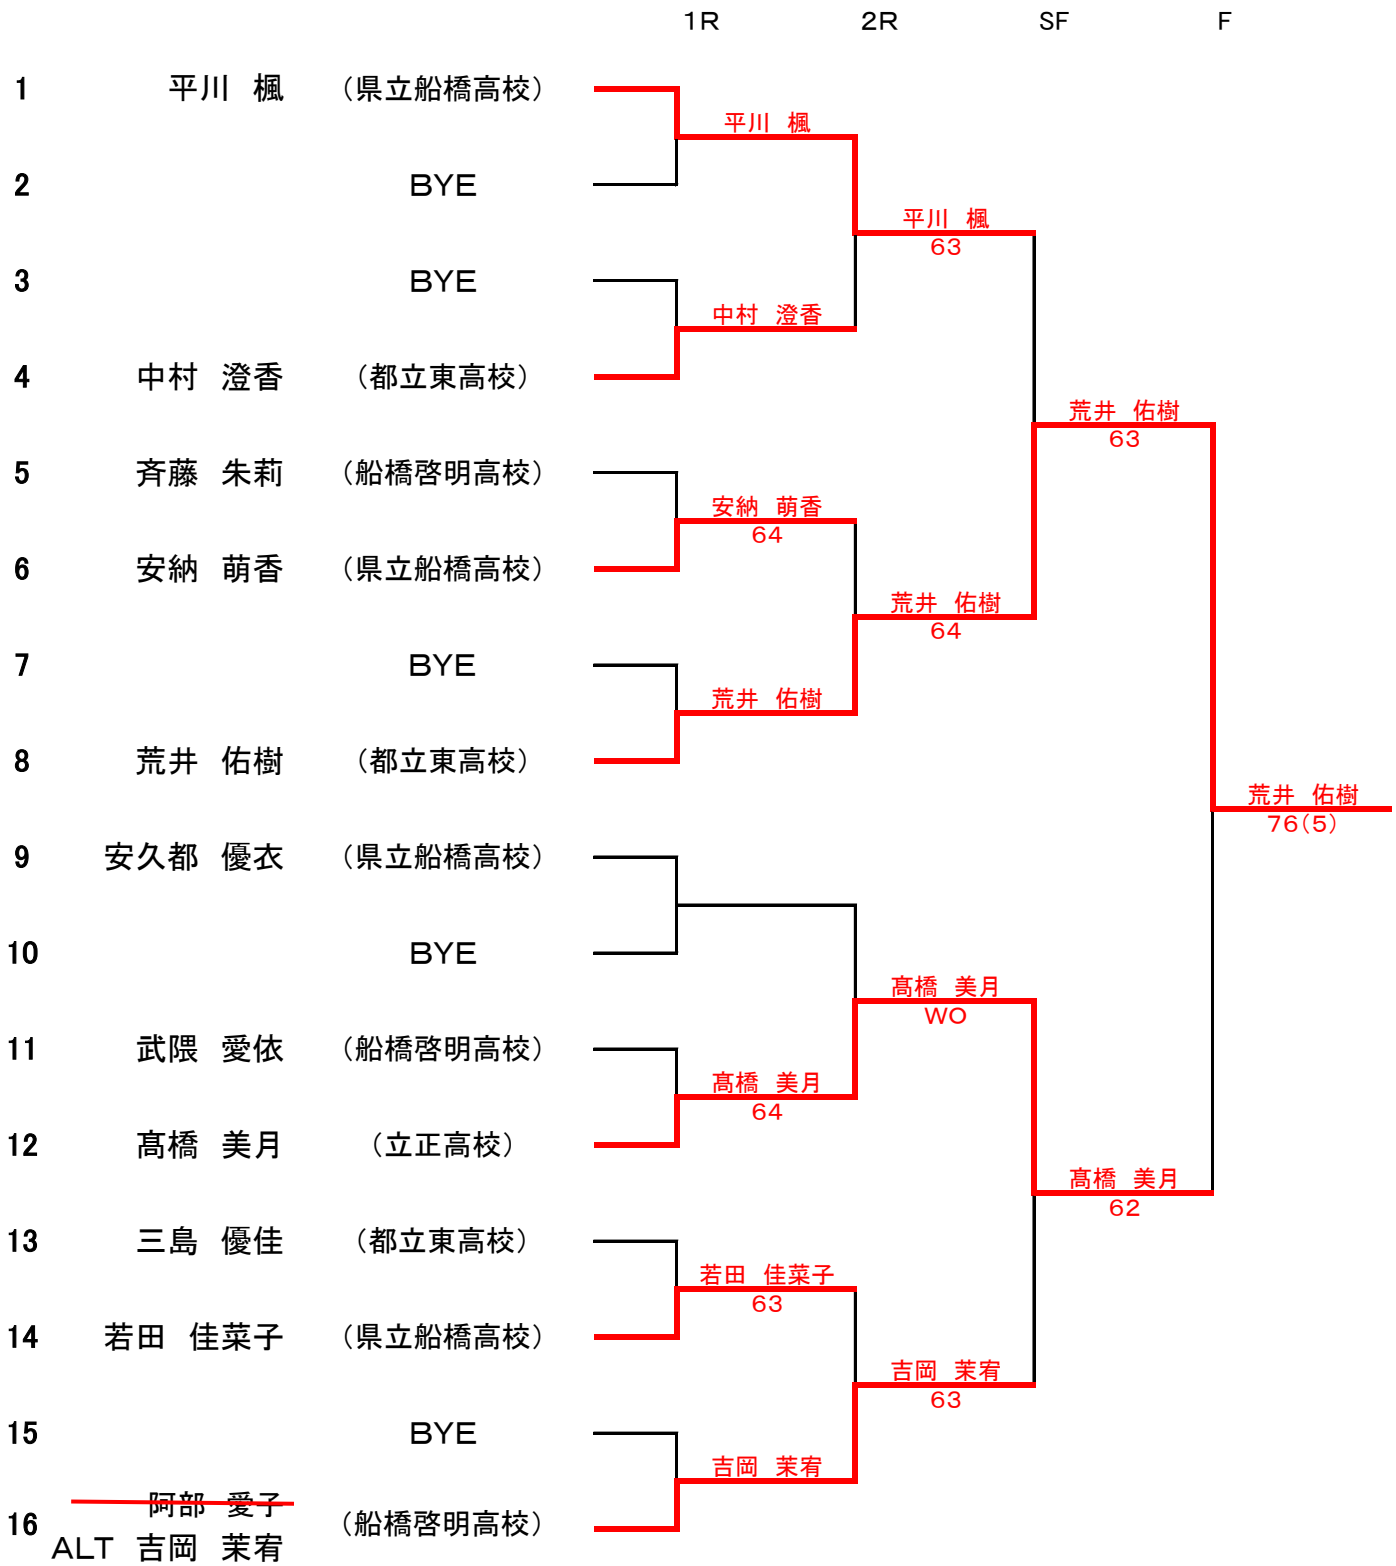 1R 2R SF F
1 平川 楓 (県立船橋高校)
平川 楓
2 BYE
平川 楓
63
3 BYE
中村 澄香
4 中村 澄香 (都立東高校)
荒井 佑樹
63
5 斉藤 朱莉 (船橋啓明高校)
安納 萌香
64
6 安納 萌香 (県立船橋高校)
荒井 佑樹
64
7 BYE
荒井 佑樹
8 荒井 佑樹 (都立東高校)
荒井 佑樹
76(5)
9 安久都 優衣 (県立船橋高校)
10 BYE
髙橋 美月
WO
11 武隈 愛依 (船橋啓明高校)
髙橋 美月
64
12 髙橋 美月 (立正高校)
髙橋 美月
62
13 三島 優佳 (都立東高校)
若田 佳菜子
63
14 若田 佳菜子 (県立船橋高校)
吉岡 茉宥
63
15 BYE
吉岡 茉宥
阿部 愛子
16 (船橋啓明高校)
ALT 吉岡 茉宥